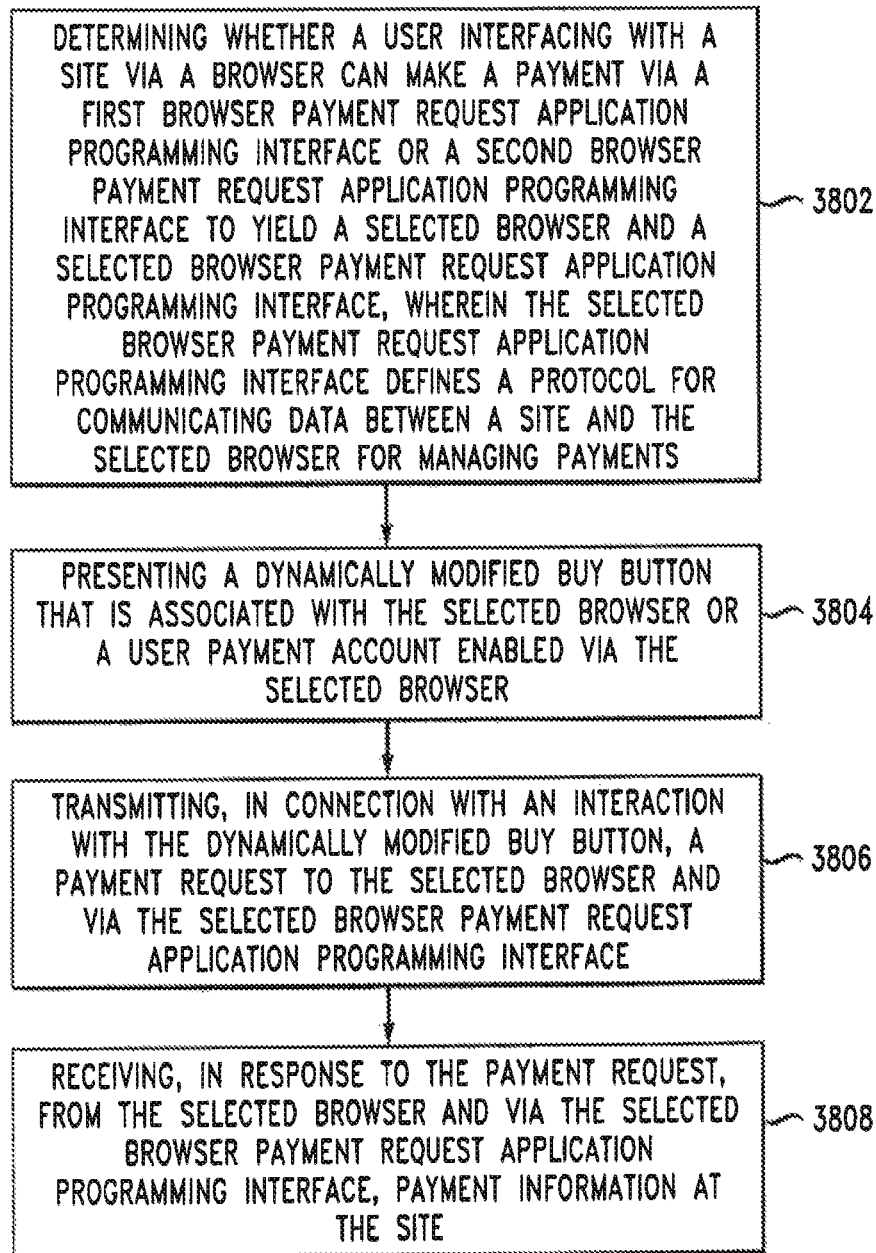 DETERMINING WHETHER A USER INTERFACING WITH A
SITE VIA A BROWSER CAN MAKE A PAYMENT VIA A
FIRST BROWSER PAYMENT REQUEST APPLICATION
PROGRAMMING INTERFACE OR A SECOND BROWSER
PAYMENT REQUEST APPLICATION PROGRAMMING
INTERFACE TO YIELD A SELECTED BROWSER AND A
SELECTED BROWSER PAYMENT REQUEST APPLICATION
PROGRAMMING INTERFACE, WHEREIN THE SELECTED
BROWSER PAYMENT REQUEST APPLICATION
PROGRAMMING INTERFACE DEFINES A PROTOCOL FOR
COMMUNICATING DATA BETWEEN A SITE AND THE
SELECTED BROWSER FOR MANAGING PAYMENTS
3802
PRESENTING A DYNAMICALLY MODIFIED BUY BUTTON
THAT IS ASSOCIATED WITH THE SELECTED BROWSER OR
A USER PAYMENT ACCOUNT ENABLED VIA THE
SELECTED BROWSER
3804
TRANSMITTING, IN CONNECTION WITH AN INTERACTION
WITH THE DYNAMICALLY MODIFIED BUY BUTTON, A
PAYMENT REQUEST TO THE SELECTED BROWSER AND
VIA THE SELECTED BROWSER PAYMENT REQUEST
APPLICATION PROGRAMMING INTERFACE
3806
RECEIVING, IN RESPONSE TO THE PAYMENT REQUEST,
FROM THE SELECTED BROWSER AND VIA THE SELECTED
BROWSER PAYMENT REQUEST APPLICATION
PROGRAMMING INTERFACE, PAYMENT INFORMATION AT
THE SITE
3808